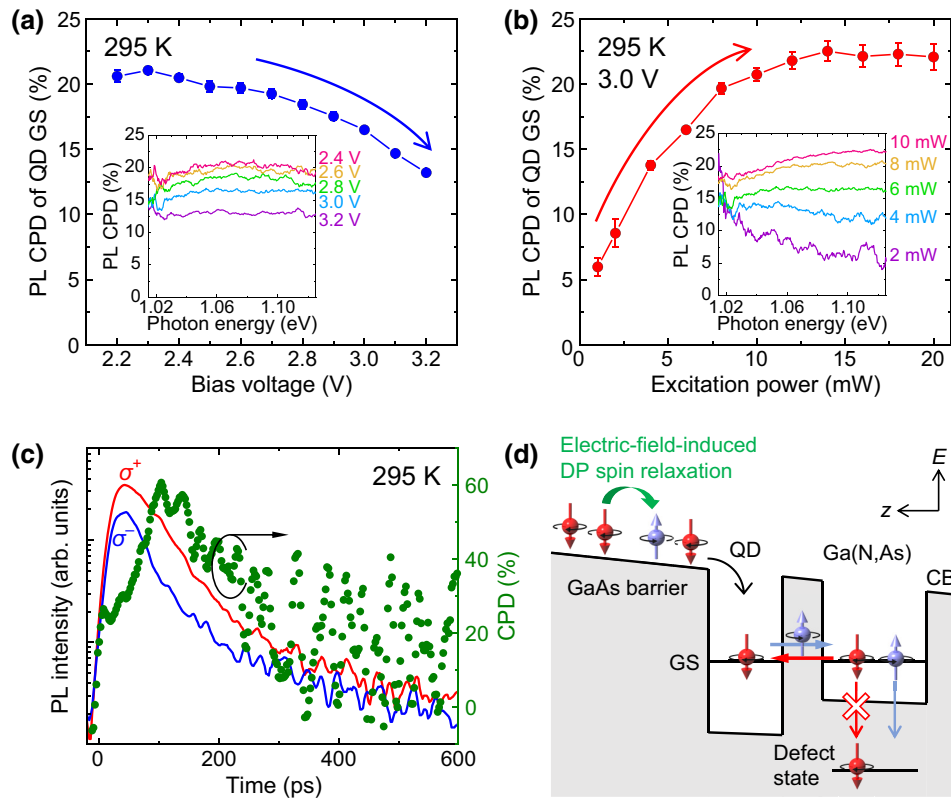 (a)
295 K
PL CPD of QD GS (%)
25
20
15
10
5
0
2.2 2.4 2.6 2.8 3.0 3.2
Bias voltage (V)
PL CPD (%)
25
20
15
10
5
0
1.02 1.06 1.10
Photon energy (eV)
2.4 V
2.6 V
2.8 V
3.0 V
3.2 V
(b)
295 K
3.0 V
PL CPD of QD GS (%)
25
20
15
10
5
0
0 5 10 15 20
Excitation power (mW)
PL CPD (%)
25
20
15
10
5
0
1.02 1.06 1.10
Photon energy (eV)
10 mW
8 mW
6 mW
4 mW
2 mW
(c)
295 K
σ+
σ−
PL intensity (arb. units)
0 200 400 600
Time (ps)
60
40
20
0
CPD (%)
(d)
Electric-field-induced
DP spin relaxation
E
z
QD
Ga(N,As)
GaAs barrier
CB
GS
Defect
state